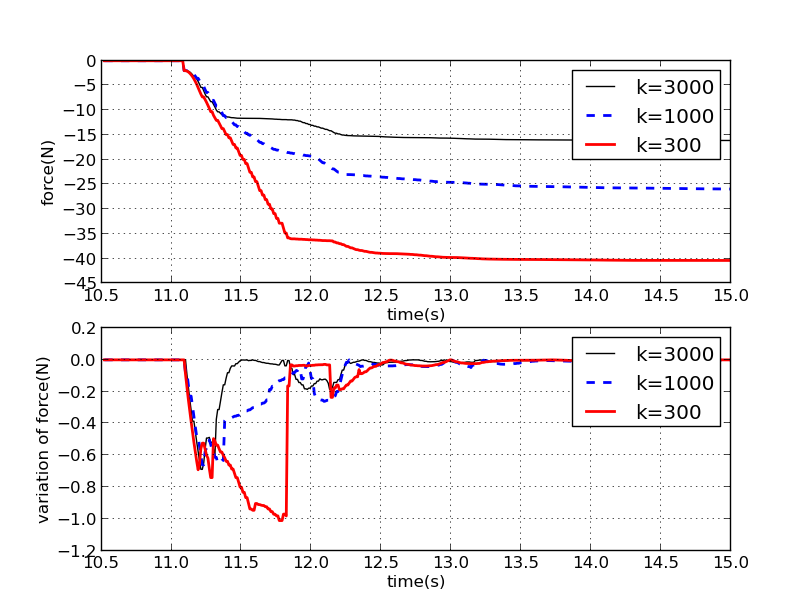 0
−5
−10
−15
−20
−25
−30
−35
−40
−45
force(N)
k=3000
k=1000
k=300
10.5 11.0 11.5 12.0 12.5 13.0 13.5 14.0 14.5 15.0
time(s)
0.2
0.0
−0.2
−0.4
−0.6
−0.8
−1.0
−1.2
variation of force(N)
k=3000
k=1000
k=300
10.5 11.0 11.5 12.0 12.5 13.0 13.5 14.0 14.5 15.0
time(s)